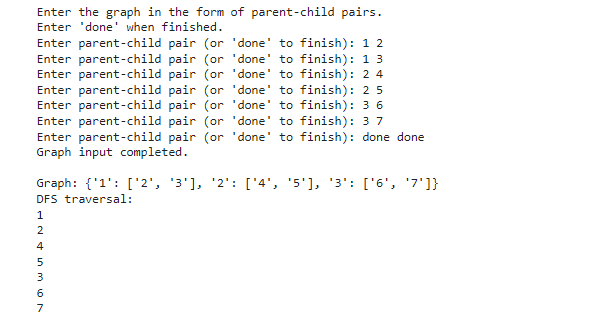 Enter the graph in the form of parent-child pairs.
Enter 'done' when finished.
Enter parent-child pair (or 'done' to finish): 1 2
Enter parent-child pair (or 'done' to finish): 1 3
Enter parent-child pair (or 'done' to finish): 2 4
Enter parent-child pair (or 'done' to finish): 2 5
Enter parent-child pair (or 'done' to finish): 3 6
Enter parent-child pair (or 'done' to finish): 3 7
Enter parent-child pair (or 'done' to finish): done done
Graph input completed.

Graph: {'1': ['2', '3'], '2': ['4', '5'], '3': ['6', '7']}
DFS traversal:
1
2
4
5
3
6
7